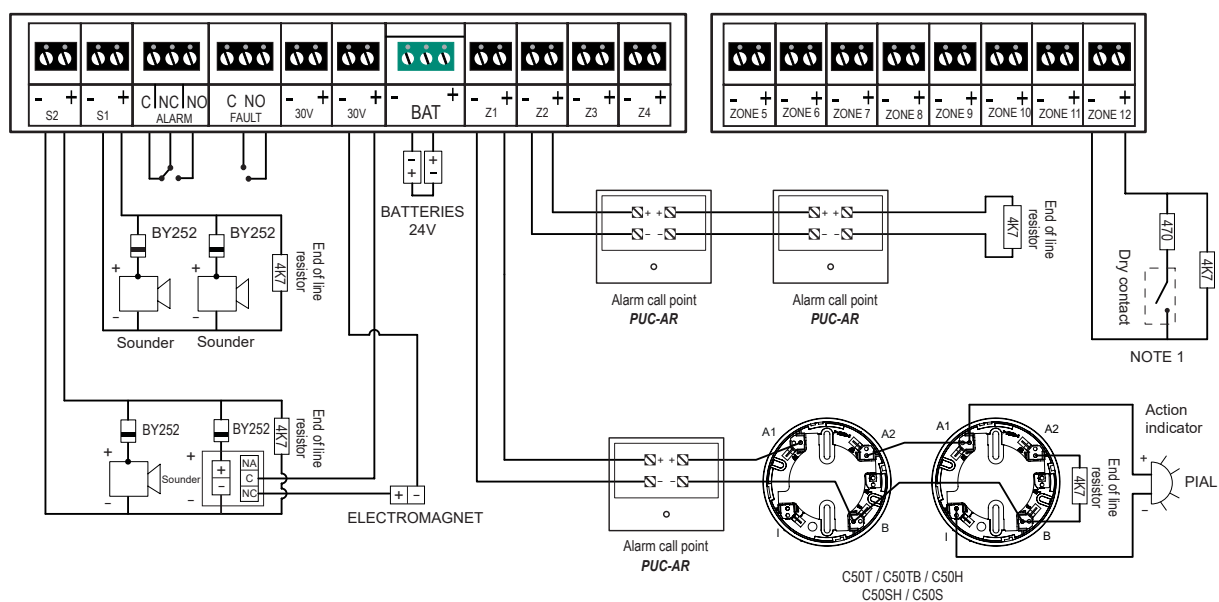 - + - + C NC NO C NO - + - + - + - + - + - + - +
S2 S1 ALARM FAULT 30V 30V BAT Z1 Z2 Z3 Z4
- + - + - + - + - + - + - + - +
ZONE 5 ZONE 6 ZONE 7 ZONE 8 ZONE 9 ZONE 10 ZONE 11 ZONE 12
- +
+ -
- +
+ -
BATTERIES
24V
BY252
BY252
+
-
+
-
4K7
End of line
resistor
Sounder
Sounder
+ +
- -
+ +
- -
4K7
End of line
resistor
Alarm call point
PUC-AR
Alarm call point
PUC-AR
470
Dry contact
4K7
NOTE 1
BY252
BY252
4K7
End of line
resistor
+
-
Sounder
+
-
+
-
NA
C
NC
+ -
ELECTROMAGNET
+ +
- -
Alarm call point
PUC-AR
A1
A2
I
B
A1
A2
I
B
4K7
End of line
resistor
Action
indicator
+
-
PIAL
C50T / C50TB / C50H
C50SH / C50S